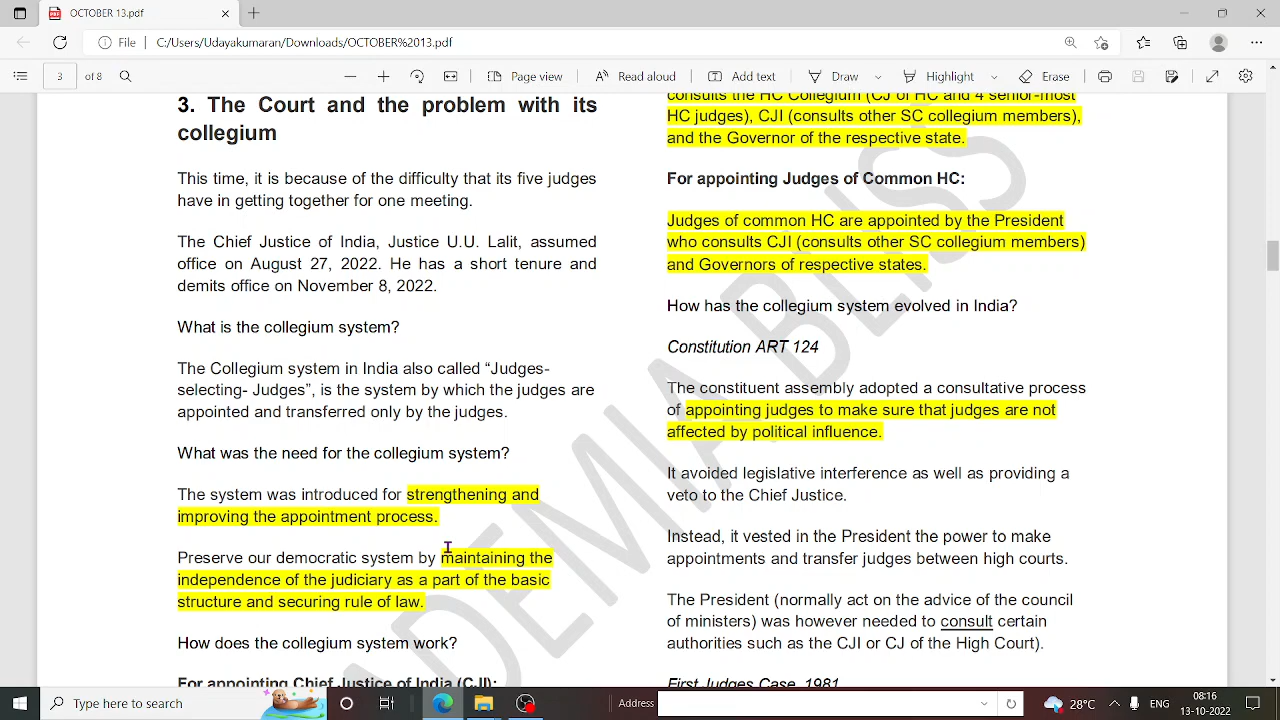 OCTOBER 13.pdf
File
C:/Users/Udayakumaran/Downloads/OCTOBER%2013.pdf
3 of 8
Page view
Read aloud
Add text
Draw
Highlight
Erase
3. The Court and the problem with its
collegium
This time, it is because of the difficulty that its five judges
have in getting together for one meeting.
The Chief Justice of India, Justice U.U. Lalit, assumed
office on August 27, 2022. He has a short tenure and
demits office on November 8, 2022.
What is the collegium system?
The Collegium system in India also called “Judges-
selecting- Judges”, is the system by which the judges are
appointed and transferred only by the judges.
What was the need for the collegium system?
The system was introduced for strengthening and
improving the appointment process.
Preserve our democratic system by maintaining the
independence of the judiciary as a part of the basic
structure and securing rule of law.
How does the collegium system work?
For appointing Chief Justice of India (CJI):
consults the HC Collegium (CJ of HC and 4 senior-most
HC judges), CJI (consults other SC collegium members),
and the Governor of the respective state.
For appointing Judges of Common HC:
Judges of common HC are appointed by the President
who consults CJI (consults other SC collegium members)
and Governors of respective states.
How has the collegium system evolved in India?
Constitution ART 124
The constituent assembly adopted a consultative process
of appointing judges to make sure that judges are not
affected by political influence.
It avoided legislative interference as well as providing a
veto to the Chief Justice.
Instead, it vested in the President the power to make
appointments and transfer judges between high courts.
The President (normally act on the advice of the council
of ministers) was however needed to consult certain
authorities such as the CJI or CJ of the High Court).
First Judges Case, 1981
ADEMIA BLISS
Type here to search
Address
28°C
ENG
08:16
13-10-2022